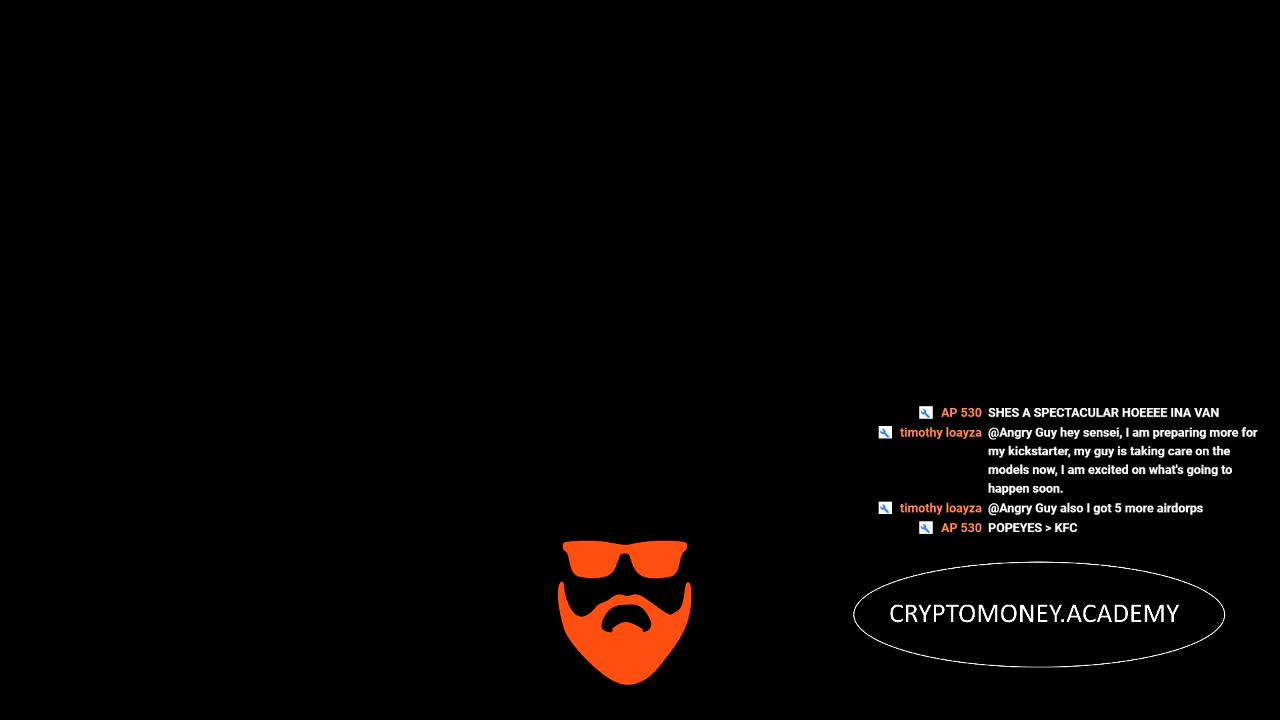 AP 530 SHES A SPECTACULAR HOEEEE INA VAN
timothy loayza @Angry Guy hey sensei, I am preparing more for
my kickstarter, my guy is taking care on the
models now, I am excited on what's going to
happen soon.
timothy loayza @Angry Guy also I got 5 more airdorps
AP 530 POPEYES > KFC
CRYPTOMONEY.ACADEMY